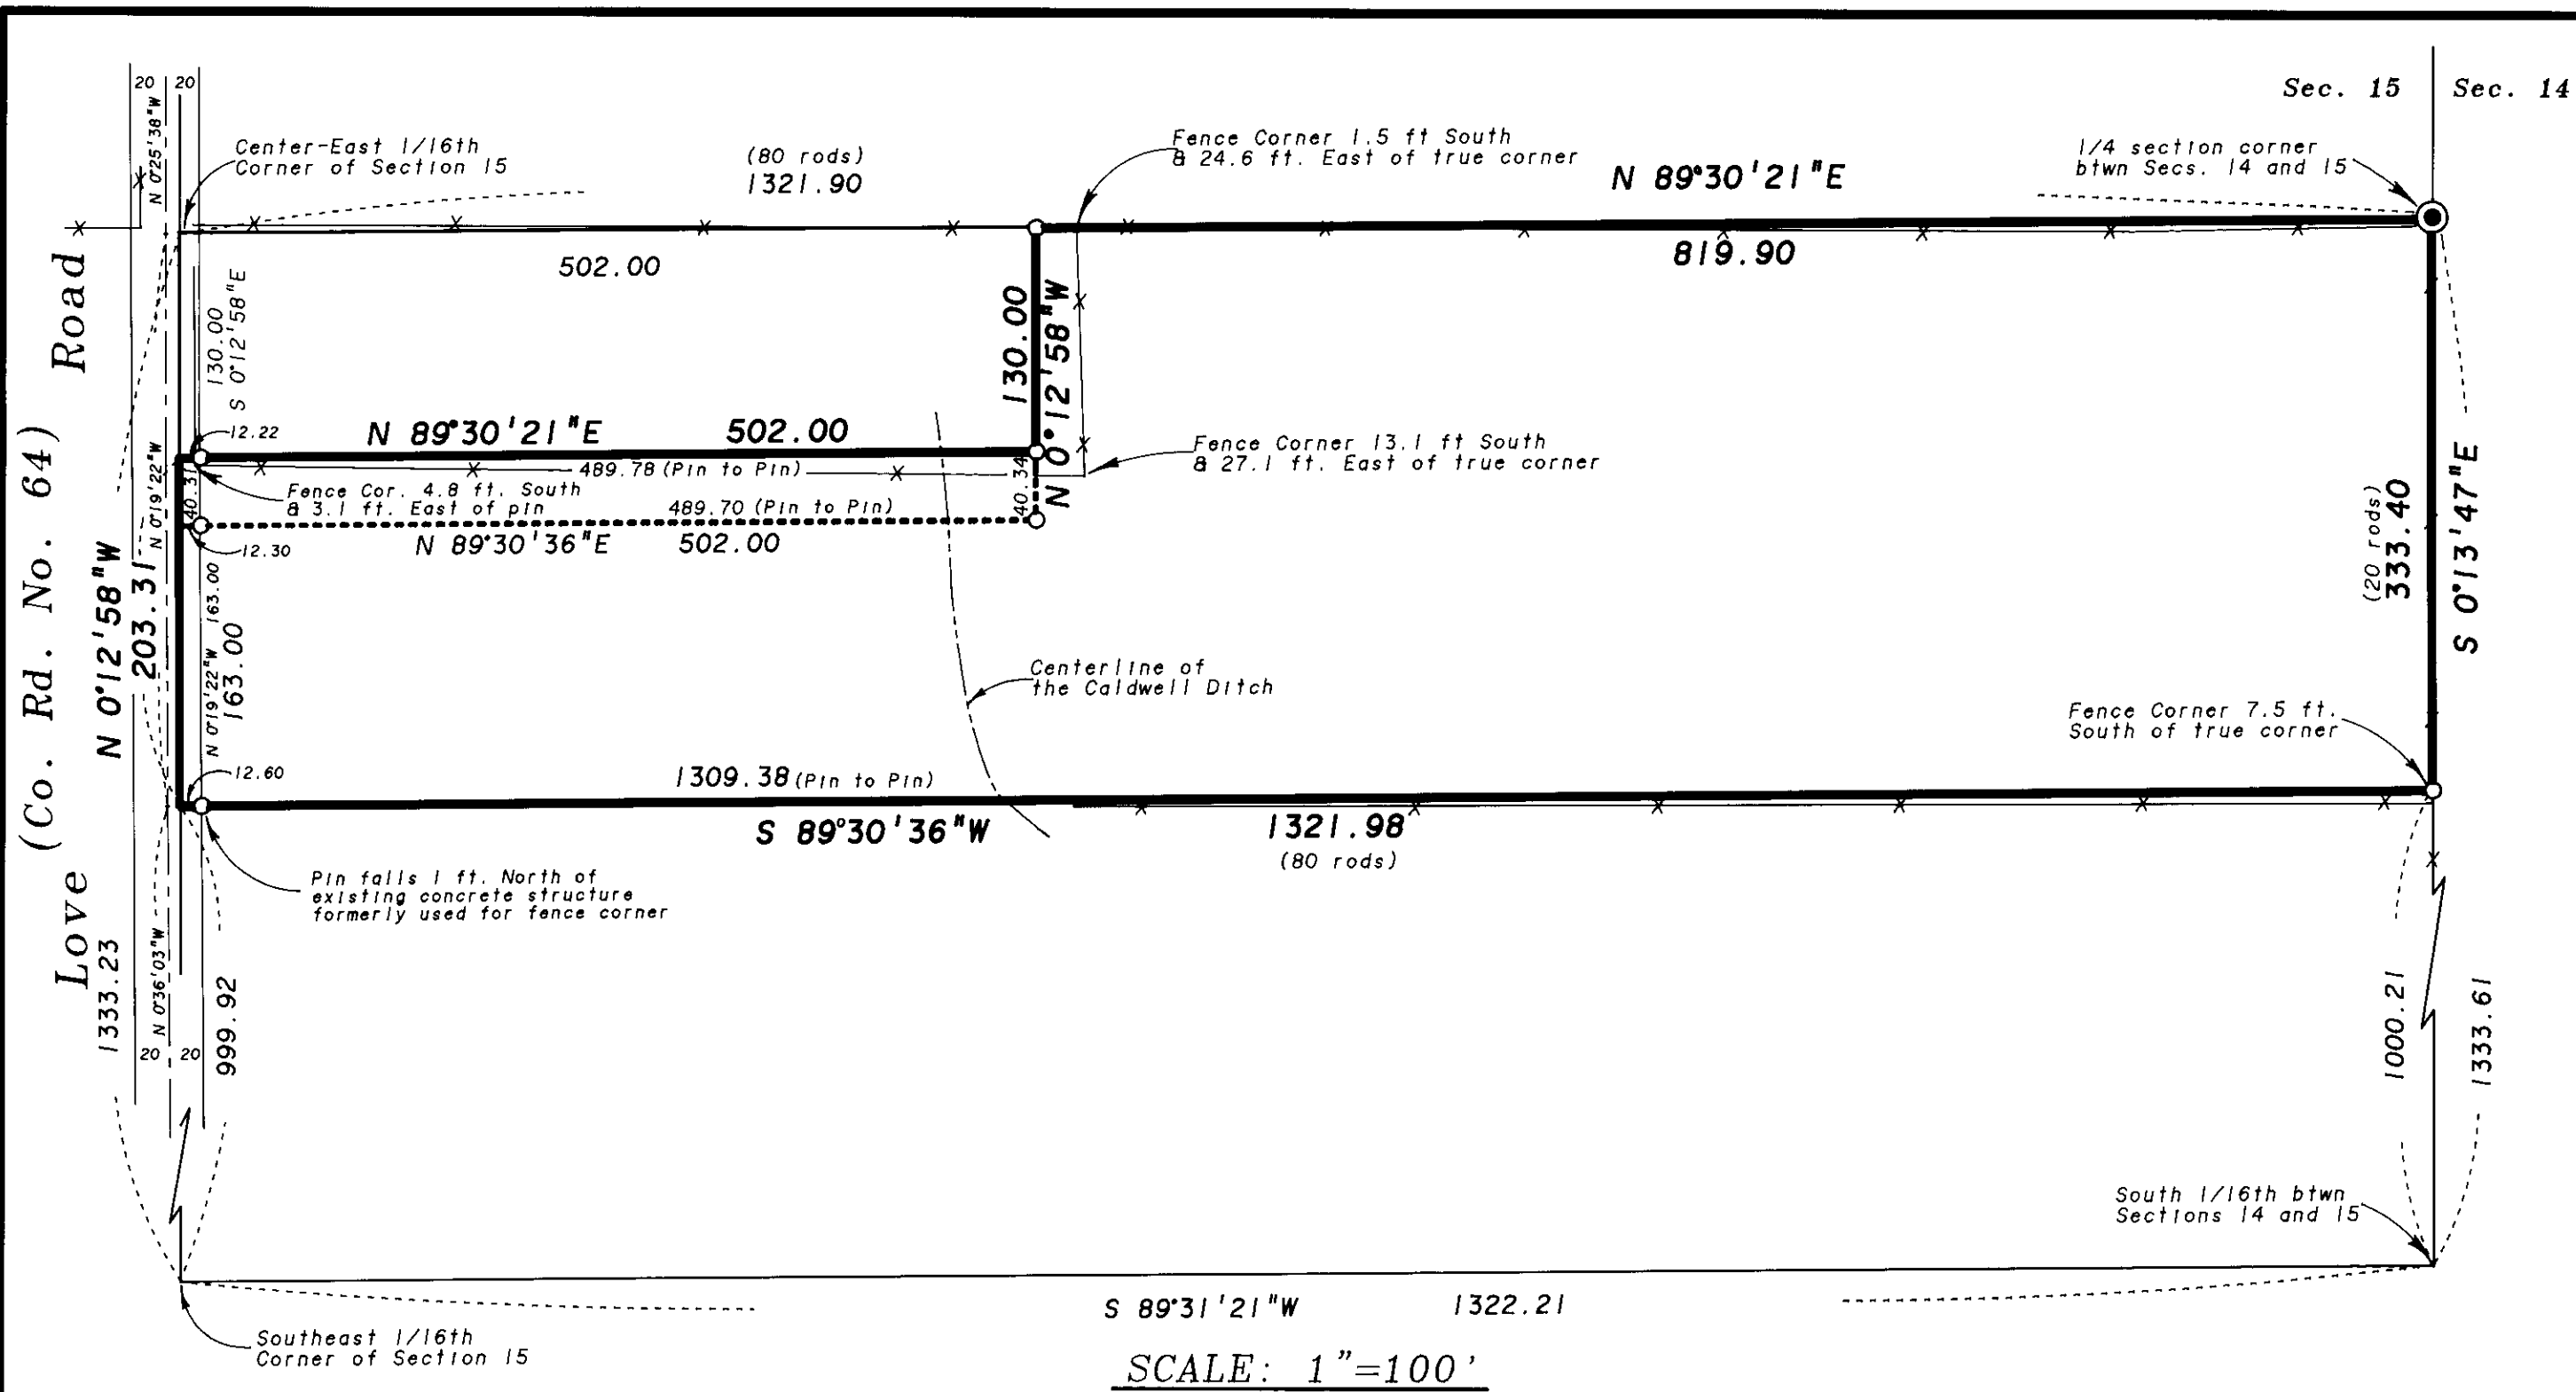 Sec. 15
Sec. 14
20
20
N 0°25'38"W
Center-East 1/16th
Corner of Section 15
(80 rods)
1321.90
Fence Corner 1.5 ft South
& 24.6 ft. East of true corner
N 89°30'21"E
1/4 section corner
btwn Secs. 14 and 15
502.00
819.90
130.00
S 0°12'58"E
130.00
N 0°12'58"W
Love (Co. Rd. No. 64) Road
12.22
N 89°30'21"E 502.00
489.78 (Pin to Pin)
Fence Corner 13.1 ft South
& 27.1 ft. East of true corner
N 0°19'22"W
40.31
Fence Cor. 4.8 ft. South
& 3.1 ft. East of pin
489.70 (Pin to Pin)
40.34
12.30
N 89°30'36"E 502.00
N 0°12'58"W
203.31
N 0°19'22"W 163.00
163.00
(20 rods)
333.40
S 0°13'47"E
Centerline of
the Caldwell Ditch
Fence Corner 7.5 ft.
South of true corner
12.60
1309.38 (Pin to Pin)
S 89°30'36"W
1321.98
(80 rods)
Pin falls 1 ft. North of
existing concrete structure
formerly used for fence corner
1333.23
N 0°36'03"W
999.92
20
20
1000.21
1333.61
South 1/16th btwn
Sections 14 and 15
S 89°31'21"W 1322.21
Southeast 1/16th
Corner of Section 15
SCALE: 1"=100'